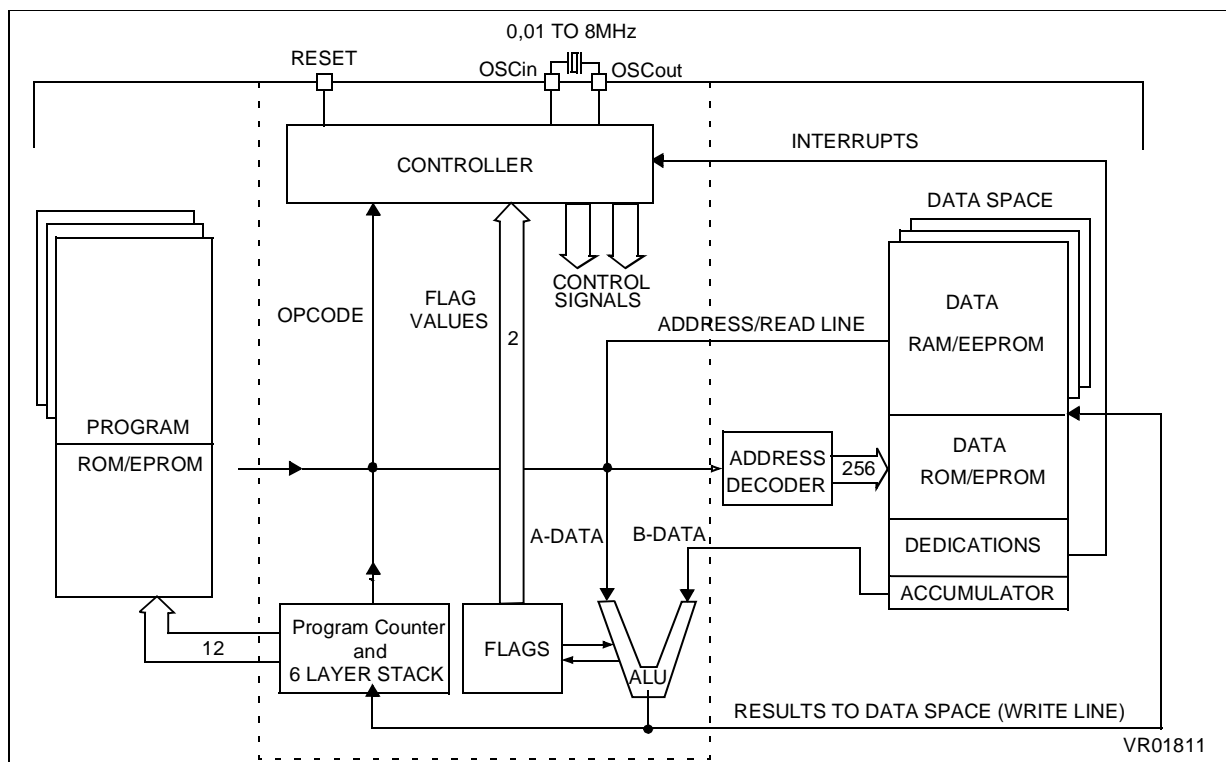 0,01 TO 8MHz
RESET
OSCin
OSCout
INTERRUPTS
CONTROLLER
DATA SPACE
OPCODE
FLAG
VALUES
2
CONTROL
SIGNALS
ADDRESS/READ LINE
DATA
RAM/EEPROM
PROGRAM
ROM/EPROM
ADDRESS
DECODER
256
DATA
ROM/EPROM
A-DATA
B-DATA
DEDICATIONS
ACCUMULATOR
12
Program Counter
and
6 LAYER STACK
FLAGS
ALU
RESULTS TO DATA SPACE (WRITE LINE)
VR01811